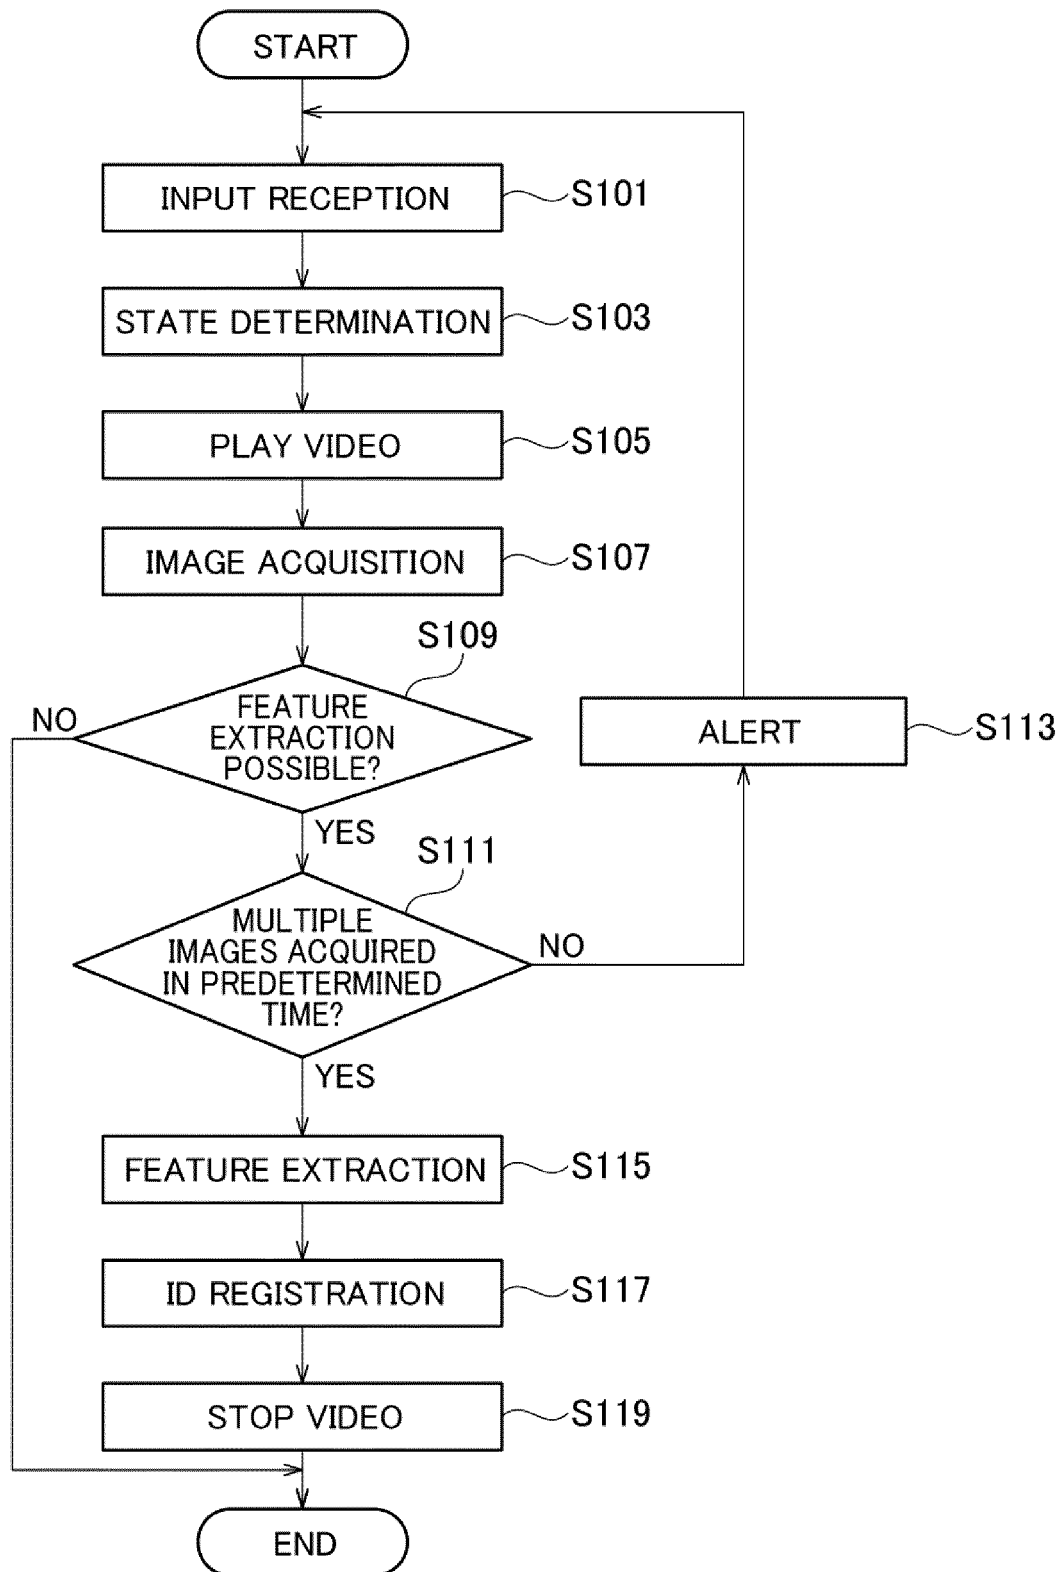 START
INPUT RECEPTION
S101
STATE DETERMINATION
S103
PLAY VIDEO
S105
IMAGE ACQUISITION
S107
S109
NO
FEATURE
EXTRACTION
POSSIBLE?
ALERT
S113
YES
S111
MULTIPLE
IMAGES ACQUIRED
IN PREDETERMINED
TIME?
NO
YES
FEATURE EXTRACTION
S115
ID REGISTRATION
S117
STOP VIDEO
S119
END